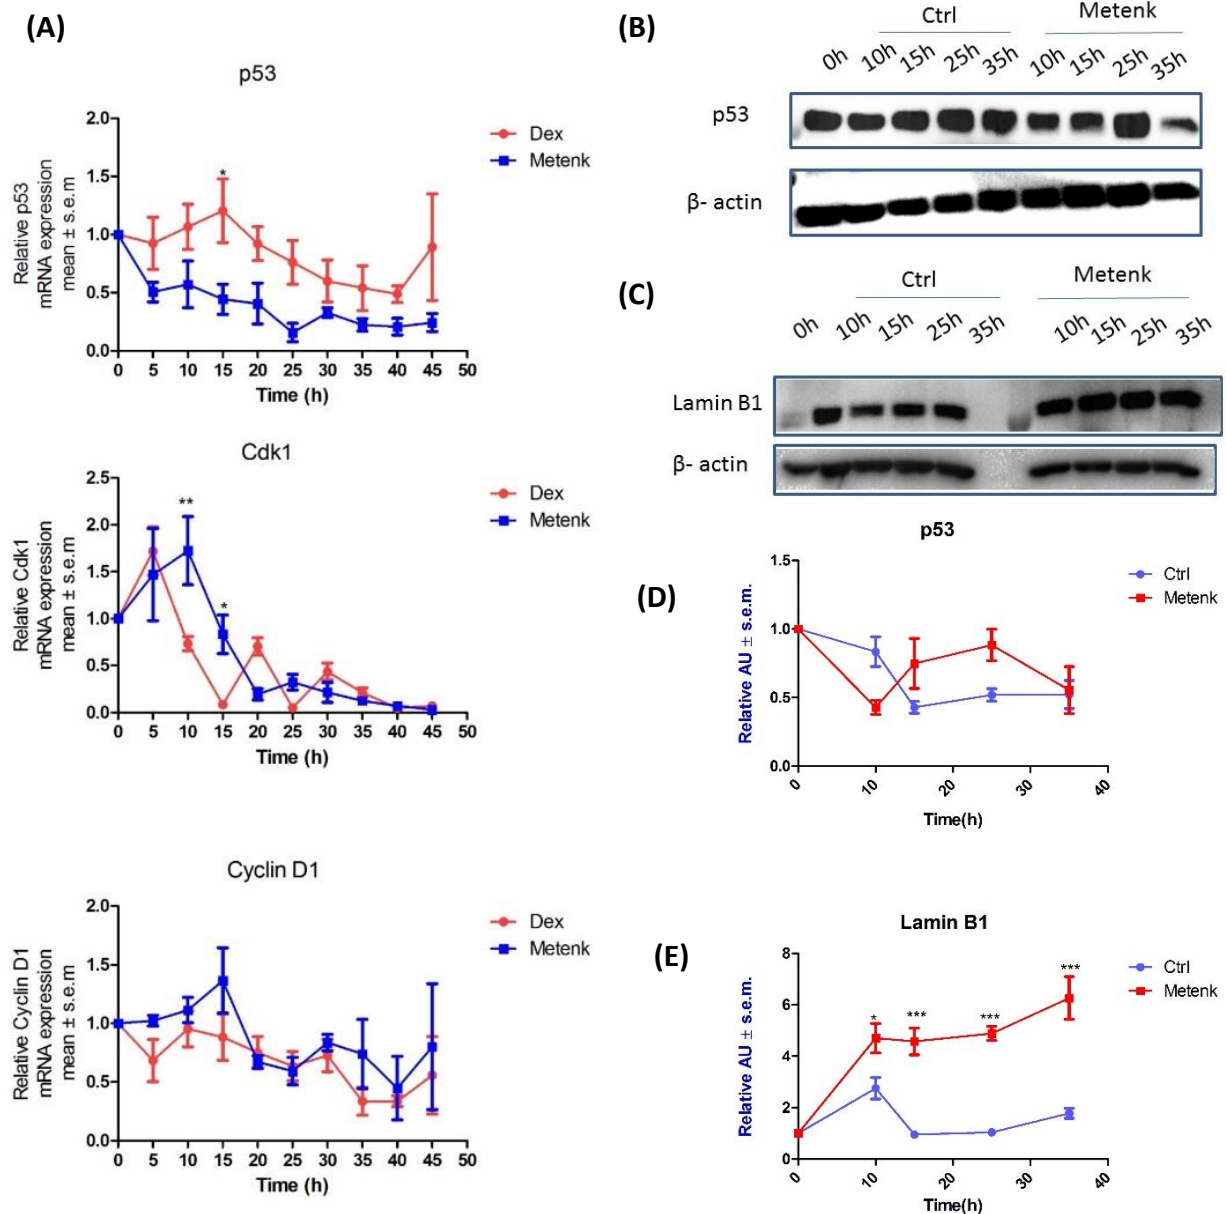 (A)
p53
Relative p53
mRNA expression
mean ± s.e.m
2.0
1.5
1.0
0.5
0.0
*
0 5 10 15 20 25 30 35 40 45 50
Time (h)
Dex
Metenk
Cdk1
Relative Cdk1
mRNA expression
mean ± s.e.m
2.5
2.0
1.5
1.0
0.5
0.0
**
*
0 5 10 15 20 25 30 35 40 45 50
Time (h)
Dex
Metenk
Cyclin D1
Relative Cyclin D1
mRNA expression
mean ± s.e.m
2.0
1.5
1.0
0.5
0.0
0 5 10 15 20 25 30 35 40 45 50
Time (h)
Dex
Metenk
(B)
Ctrl Metenk
0h 10h 15h 25h 35h 10h 15h 25h 35h
p53
β- actin
(C)
Ctrl Metenk
0h 10h 15h 25h 35h 10h 15h 25h 35h
Lamin B1
β- actin
(D)
p53
Relative AU ± s.e.m.
1.5
1.0
0.5
0.0
0 10 20 30 40
Time(h)
Ctrl
Metenk
(E)
Lamin B1
Relative AU ± s.e.m.
8
6
4
2
0
* *** *** ***
0 10 20 30 40
Time(h)
Ctrl
Metenk